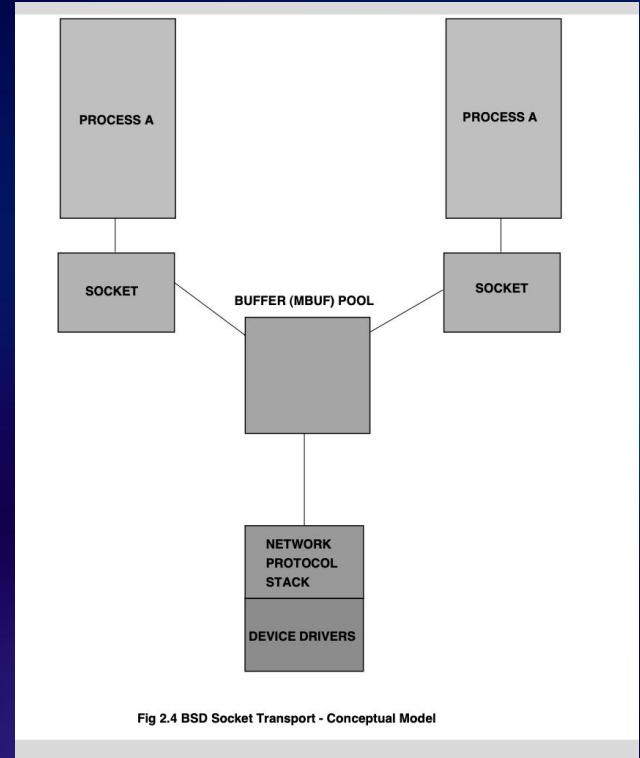 PROCESS A
PROCESS A
SOCKET
SOCKET
BUFFER (MBUF) POOL
NETWORK
PROTOCOL
STACK
DEVICE DRIVERS
Fig 2.4 BSD Socket Transport - Conceptual Model